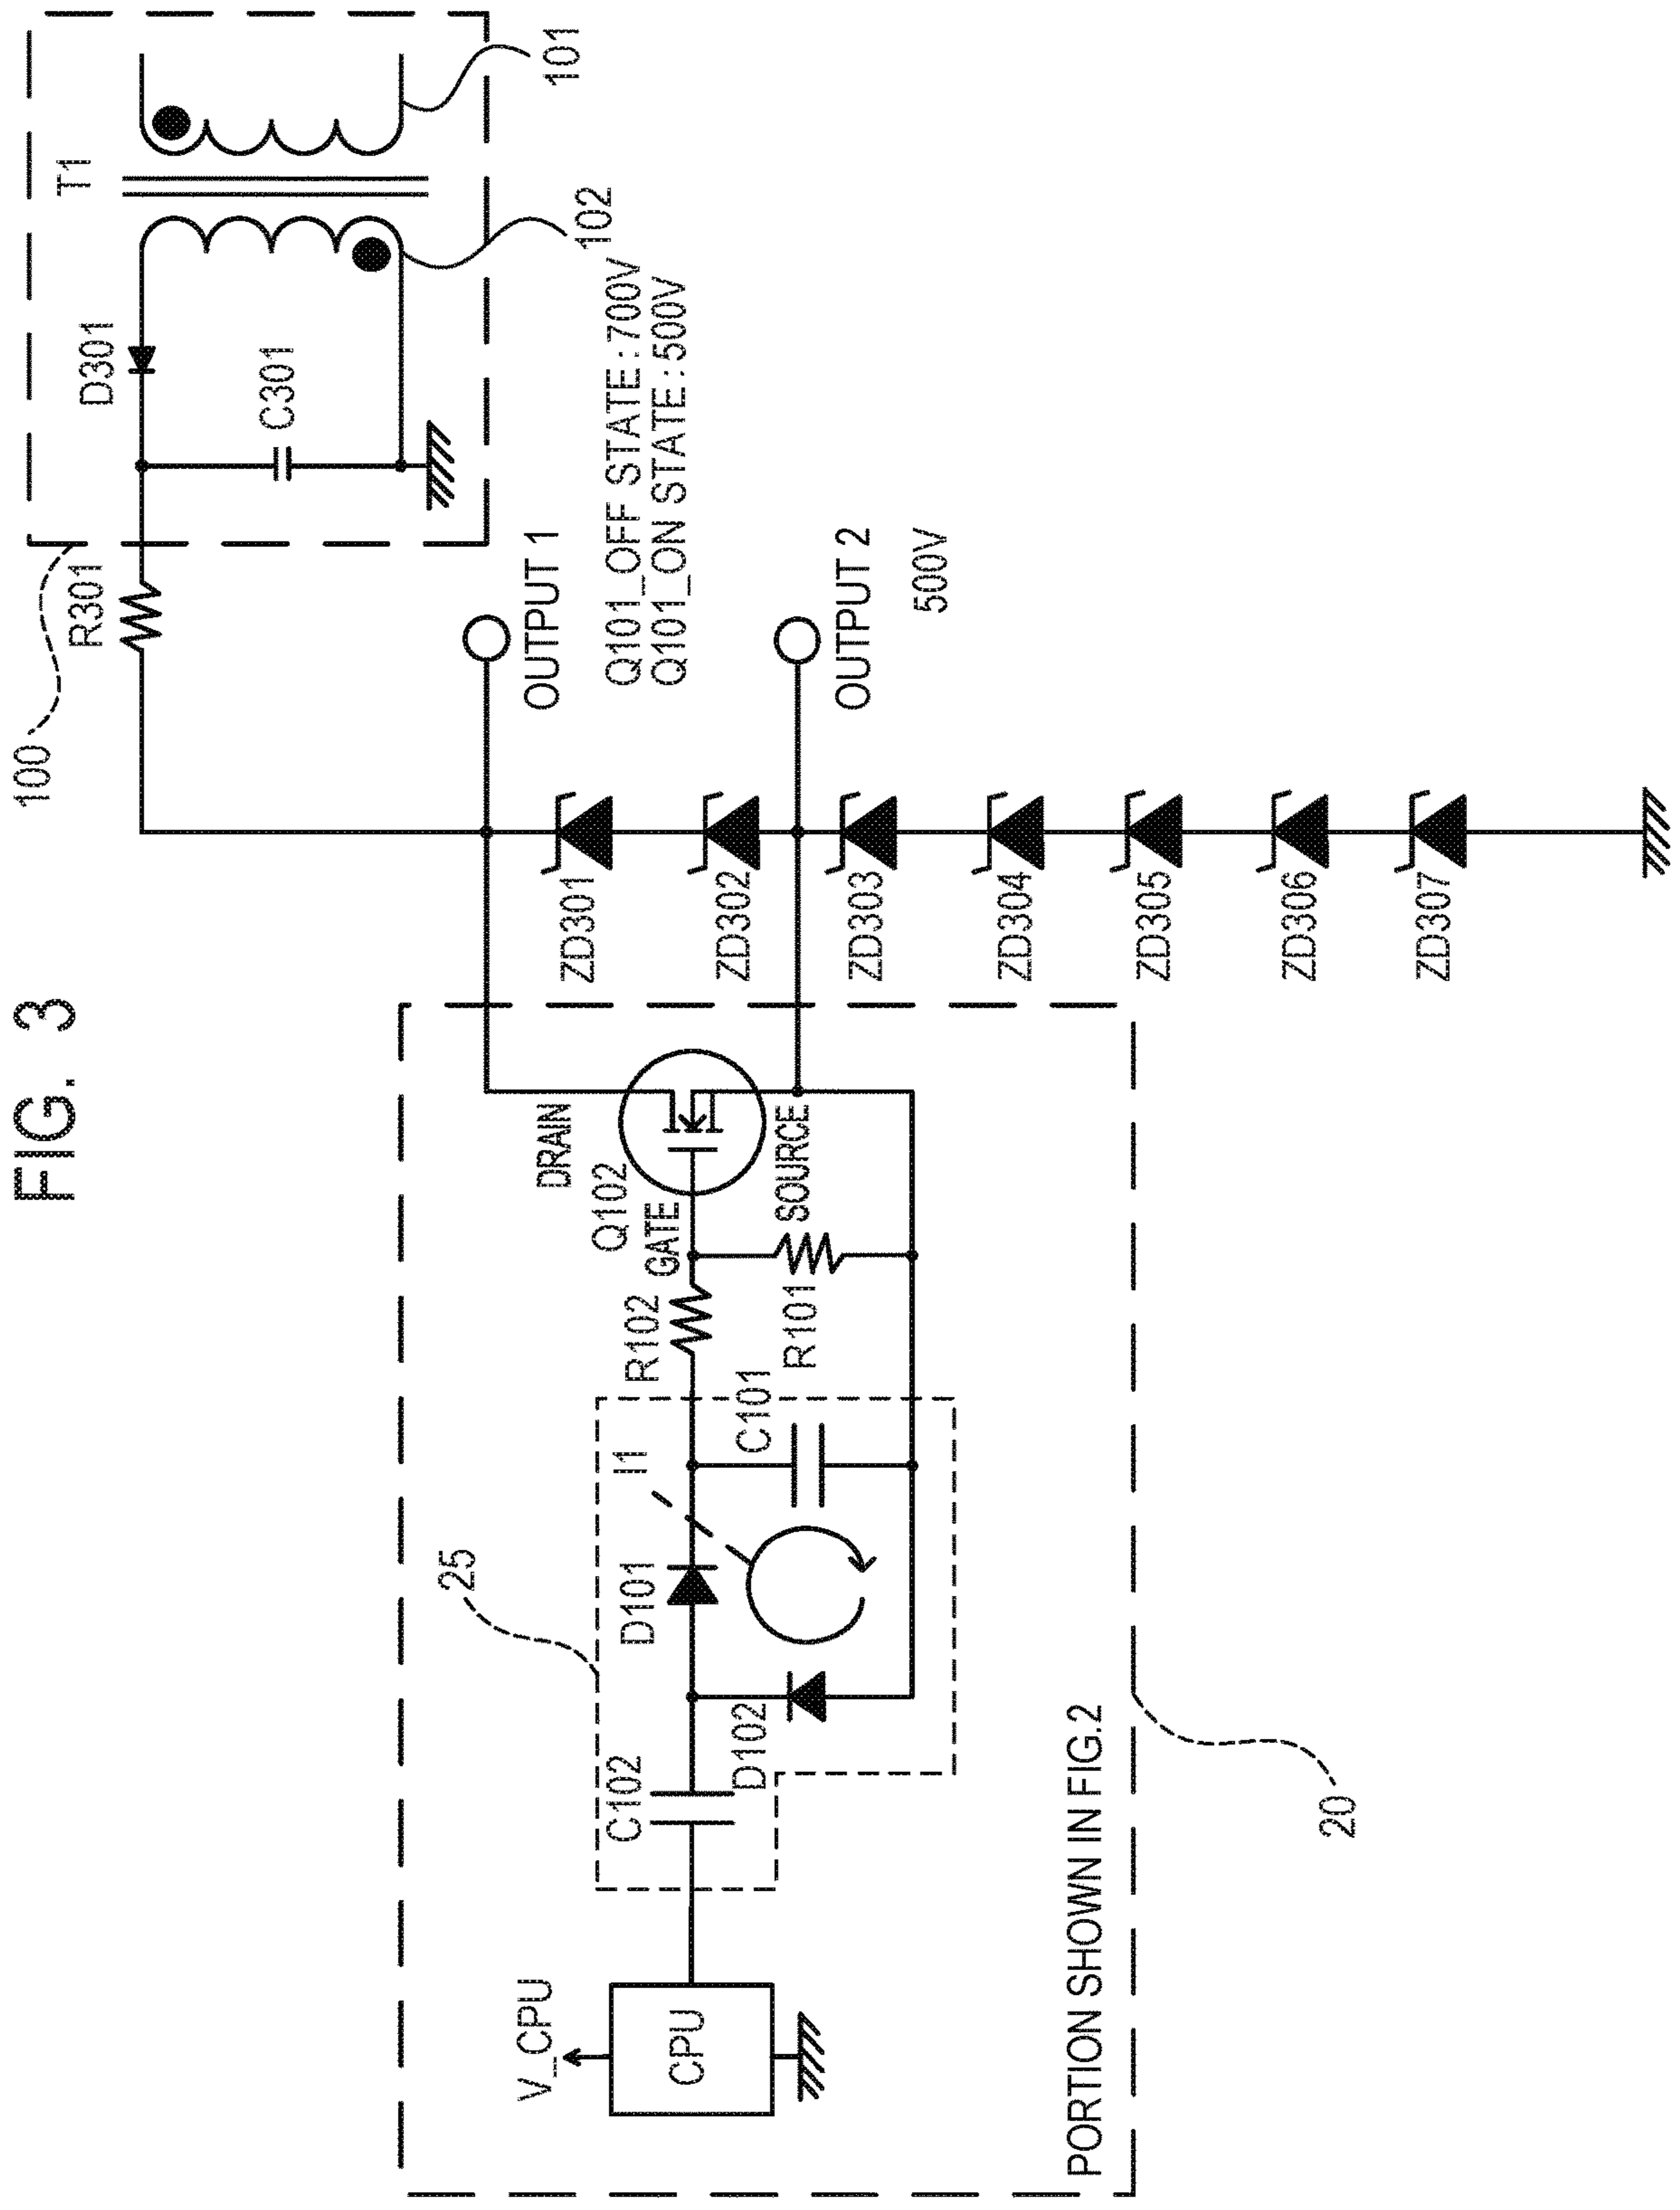 FIG. 3
100
T1
101
102
D301
C301
R301
OUTPUT 1
Q101_OFF STATE : 700V
Q101_ON STATE : 500V
OUTPUT 2
500V
ZD301
ZD302
ZD303
ZD304
ZD305
ZD306
ZD307
DRAIN
Q102
GATE
SOURCE
R102
R101
C101
I1
25
D101
D102
C102
V_CPU
CPU
PORTION SHOWN IN FIG.2
20